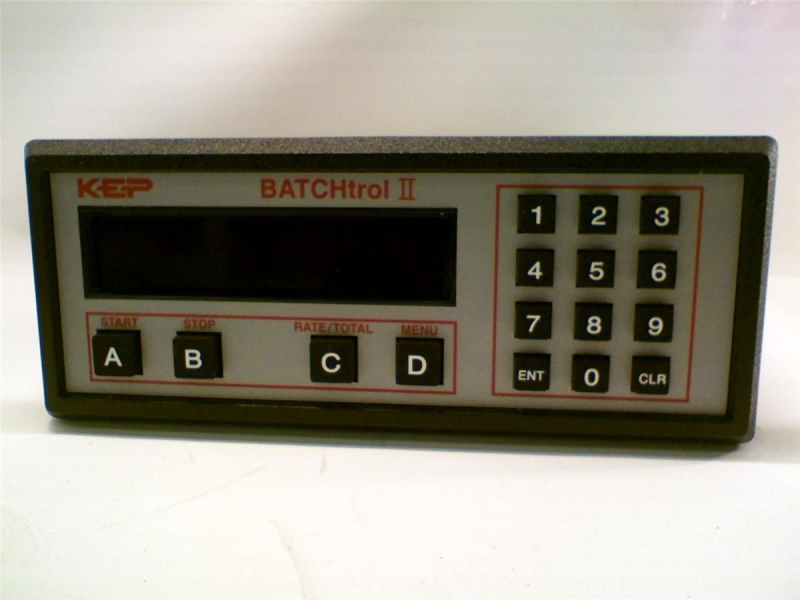 KEP BATCHtrol II
START STOP RATE/TOTAL MENU
A B C D
1 2 3
4 5 6
7 8 9
ENT 0 CLR